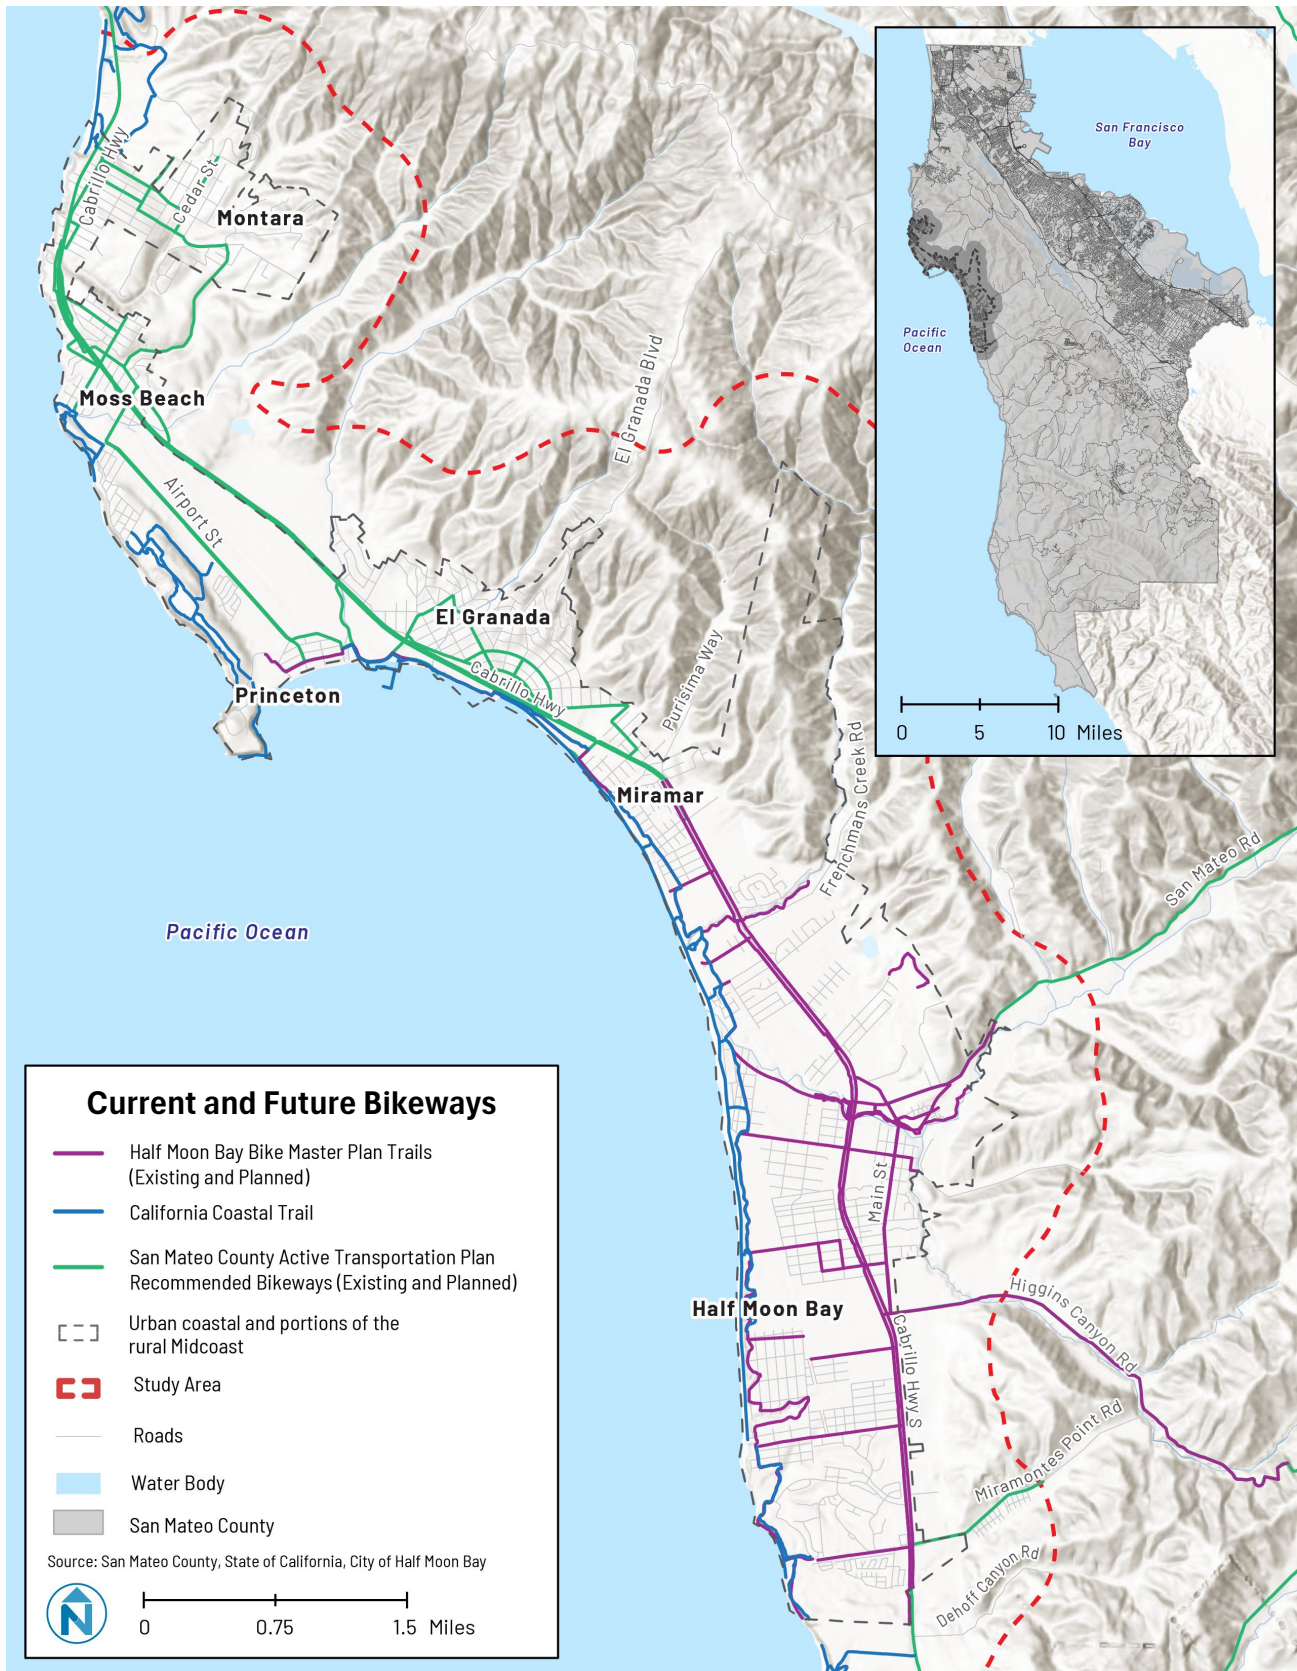 San Francisco
Bay
Pacific
Ocean
0
5
10 Miles
Cabrillo Hwy
Cedar St
Montara
Moss Beach
El Granada Blvd
Airport St
El Granada
Cabrillo Hwy
Purisima Way
Princeton
Miramar
Frenchmans Creek Rd
San Mateo Rd
Pacific Ocean
Main St
Half Moon Bay
Higgins Canyon Rd
Cabrillo Hwy S
Miramontes Point Rd
Dehoff Canyon Rd
Current and Future Bikeways
Half Moon Bay Bike Master Plan Trails
(Existing and Planned)
California Coastal Trail
San Mateo County Active Transportation Plan
Recommended Bikeways (Existing and Planned)
Urban coastal and portions of the
rural Midcoast
Study Area
Roads
Water Body
San Mateo County
Source: San Mateo County, State of California, City of Half Moon Bay
N
0
0.75
1.5 Miles